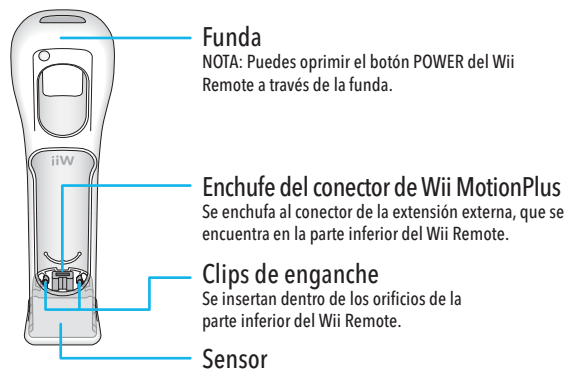 Funda
NOTA: Puedes oprimir el botón POWER del Wii
Remote a través de la funda.
Wii
Enchufe del conector de Wii MotionPlus
Se enchufa al conector de la extensión externa, que se
encuentra en la parte inferior del Wii Remote.
Clips de enganche
Se insertan dentro de los orificios de la
parte inferior del Wii Remote.
Sensor